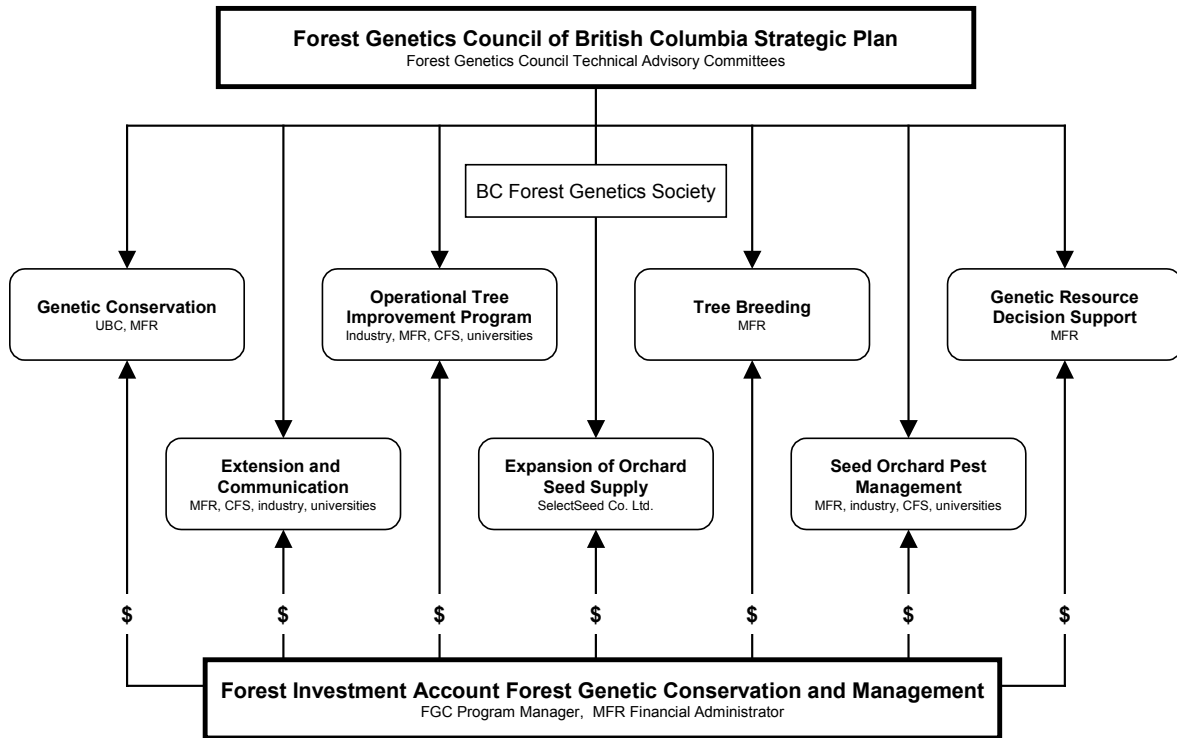 Forest Genetics Council of British Columbia Strategic Plan
Forest Genetics Council Technical Advisory Committees
BC Forest Genetics Society
Genetic Conservation
UBC, MFR
Operational Tree
Improvement Program
Industry, MFR, CFS, universities
Tree Breeding
MFR
Genetic Resource
Decision Support
MFR
Extension and
Communication
MFR, CFS, industry, universities
Expansion of Orchard
Seed Supply
SelectSeed Co. Ltd.
Seed Orchard Pest
Management
MFR, industry, CFS, universities
$ $ $ $ $ $ $
Forest Investment Account Forest Genetic Conservation and Management
FGC Program Manager, MFR Financial Administrator